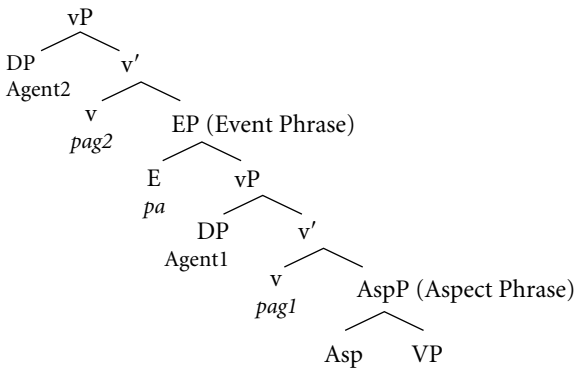 vP
DP v′
Agent2
v EP (Event Phrase)
pag2
E vP
pa
DP v′
Agent1
v AspP (Aspect Phrase)
pag1
Asp VP